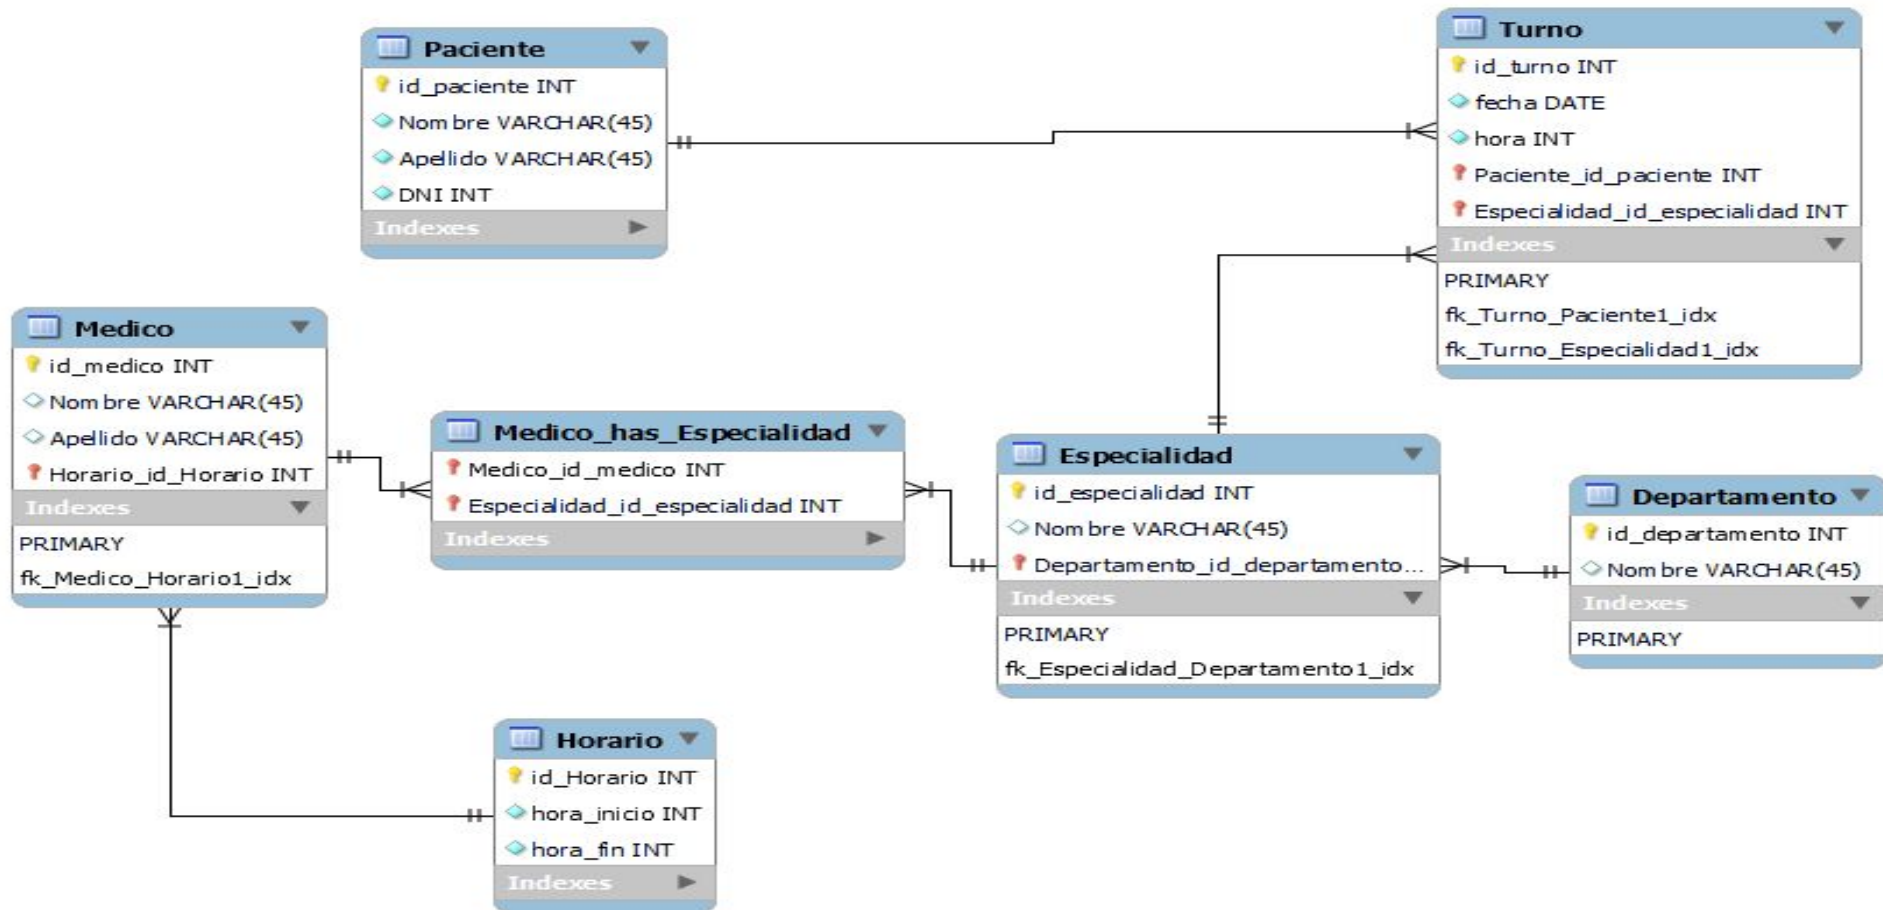 Paciente
id_paciente INT
Nombre VARCHAR(45)
Apellido VARCHAR(45)
DNI INT
Indexes
Turno
id_turno INT
fecha DATE
hora INT
Paciente_id_paciente INT
Especialidad_id_especialidad INT
Indexes
PRIMARY
fk_Turno_Paciente1_idx
fk_Turno_Especialidad1_idx
Medico
id_medico INT
Nombre VARCHAR(45)
Apellido VARCHAR(45)
Horario_id_Horario INT
Indexes
PRIMARY
fk_Medico_Horario1_idx
Medico_has_Especialidad
Medico_id_medico INT
Especialidad_id_especialidad INT
Indexes
Especialidad
id_especialidad INT
Nombre VARCHAR(45)
Departamento_id_departamento...
Indexes
PRIMARY
fk_Especialidad_Departamento1_idx
Departamento
id_departamento INT
Nombre VARCHAR(45)
Indexes
PRIMARY
Horario
id_Horario INT
hora_inicio INT
hora_fin INT
Indexes